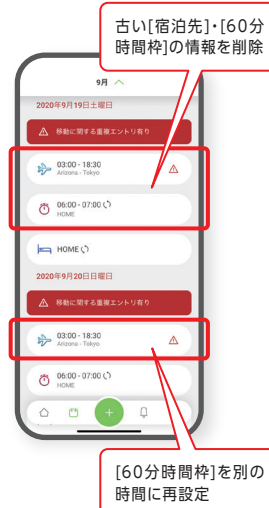 古い[宿泊先]・[60分
時間枠]の情報を削除
9月
2020年9月19日土曜日
移動に関する重複エントリ有り
03:00 - 18:30
Arizona - Tokyo
06:00 - 07:00
HOME
HOME
2020年9月20日日曜日
移動に関する重複エントリ有り
03:00 - 18:30
Arizona - Tokyo
06:00 - 07:00
HOME
[60分時間枠]を別の
時間に再設定